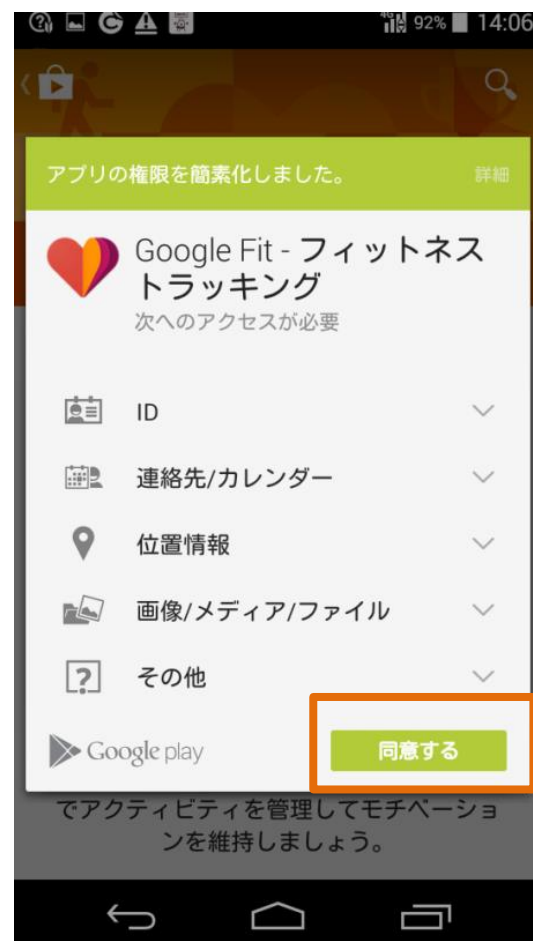 4G 92% 14:06
アプリの権限を簡素化しました。 詳細
Google Fit - フィットネス
トラッキング
次へのアクセスが必要
ID
連絡先/カレンダー
位置情報
画像/メディア/ファイル
その他
Google play 同意する
でアクティビティを管理してモチベーショ
ンを維持しましょう。